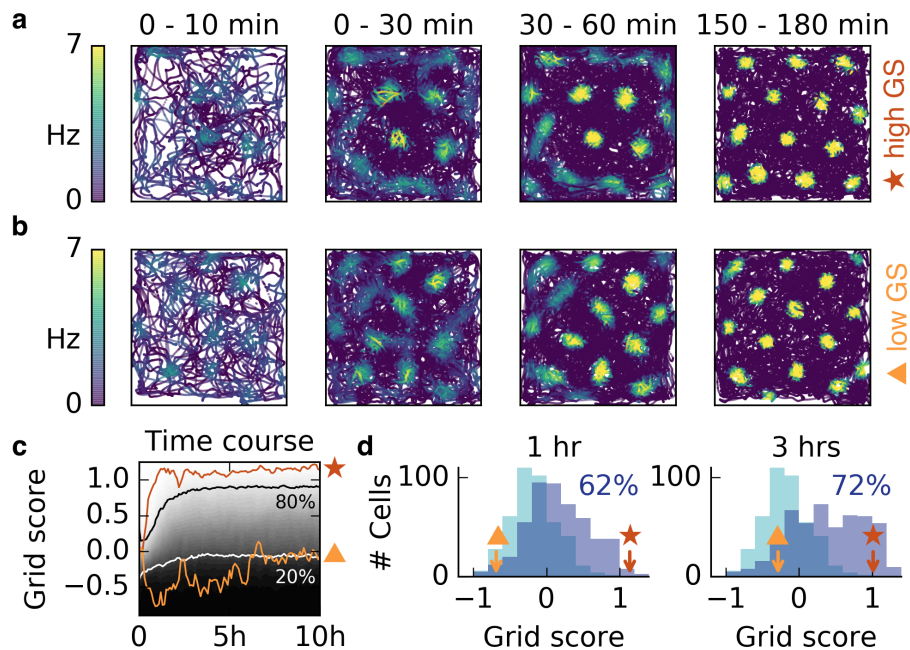 a
0 - 10 min
0 - 30 min
30 - 60 min
150 - 180 min
7
Hz
0
★ high GS
b
7
Hz
0
▲ low GS
c
Time course
Grid score
1.0
0.5
0.0
−0.5
80%
20%
0
5h
10h
d
1 hr
3 hrs
# Cells
100
0
62%
−1
0
1
Grid score
100
0
72%
−1
0
1
Grid score